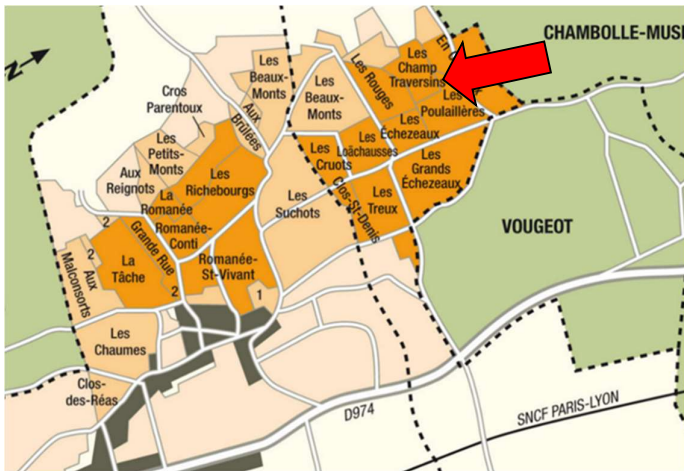 CHAMBOLLE-MUSI
N
En O
Les
Champ
Traversins
Les Rouges
Les
Beaux-
Monts
Les
Beaux-
Monts
Cros
Parentoux
Aux
Brûlées
Les
Poulaillères
Les
Échezeaux
Les
Petits-
Monts
Les
Cruots
Les
Loächausses
Les
Grands
Échezeaux
Aux
Reignots
Les
Richebourgs
La
Romanée
Les
Suchots
Clos-St-Denis
Les
Treux
VOUGEOT
Romanée-
Conti
2
Grande Rue
2
Aux
Malconsorts
La
Tâche
Romanée-
St-Vivant
2
1
Les
Chaumes
Clos-
des-Réas
D974
SNCF PARIS-LYON